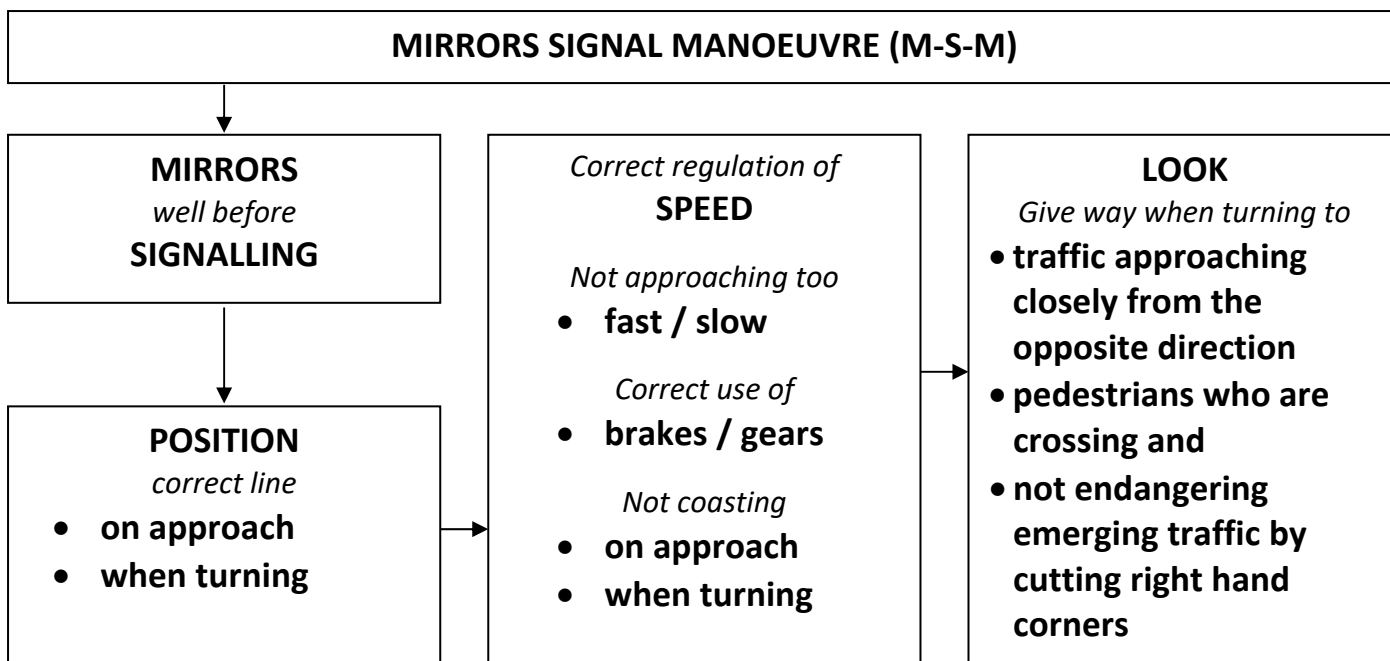 MIRRORS SIGNAL MANOEUVRE (M-S-M)
MIRRORS
well before
SIGNALLING
POSITION
correct line
• on approach
• when turning
Correct regulation of
SPEED
Not approaching too
• fast / slow
Correct use of
• brakes / gears
Not coasting
• on approach
• when turning
LOOK
Give way when turning to
• traffic approaching
closely from the
opposite direction
• pedestrians who are
crossing and
• not endangering
emerging traffic by
cutting right hand
corners